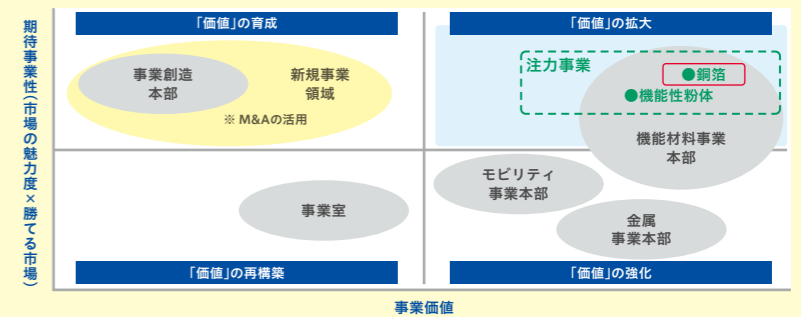 期待事業性(市場の魅力度×勝てる市場)
「価値」の育成
「価値」の拡大
事業創造
本部
新規事業
領域
※ M&Aの活用
注力事業
●銅箔
●機能性粉体
機能材料事業
本部
モビリティ
事業本部
事業室
金属
事業本部
「価値」の再構築
「価値」の強化
事業価値